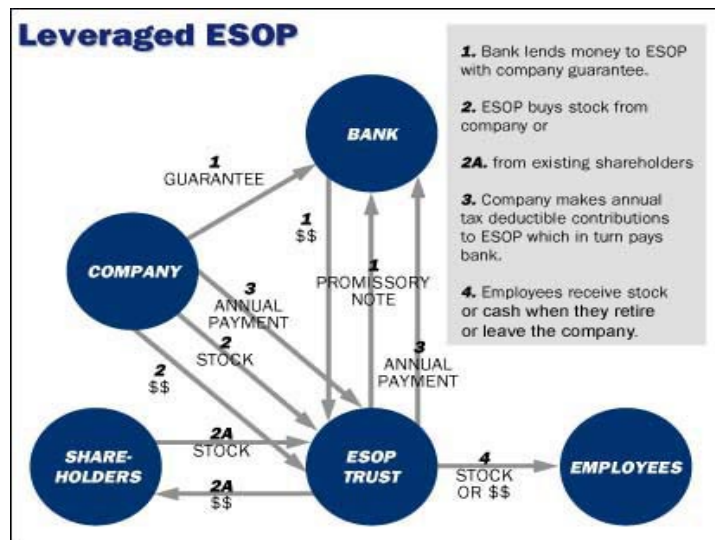 Leveraged ESOP
1. Bank lends money to ESOP
with company guarantee.
2. ESOP buys stock from
company or
2A. from existing shareholders
3. Company makes annual
tax deductible contributions
to ESOP which in turn pays
bank.
4. Employees receive stock
or cash when they retire
or leave the company.
BANK
1
GUARANTEE
1
$$
COMPANY
1
PROMISSORY
NOTE
3
ANNUAL
PAYMENT
2
STOCK
2
$$
3
ANNUAL
PAYMENT
SHARE-
HOLDERS
2A
STOCK
2A
$$
ESOP
TRUST
4
STOCK
OR $$
EMPLOYEES